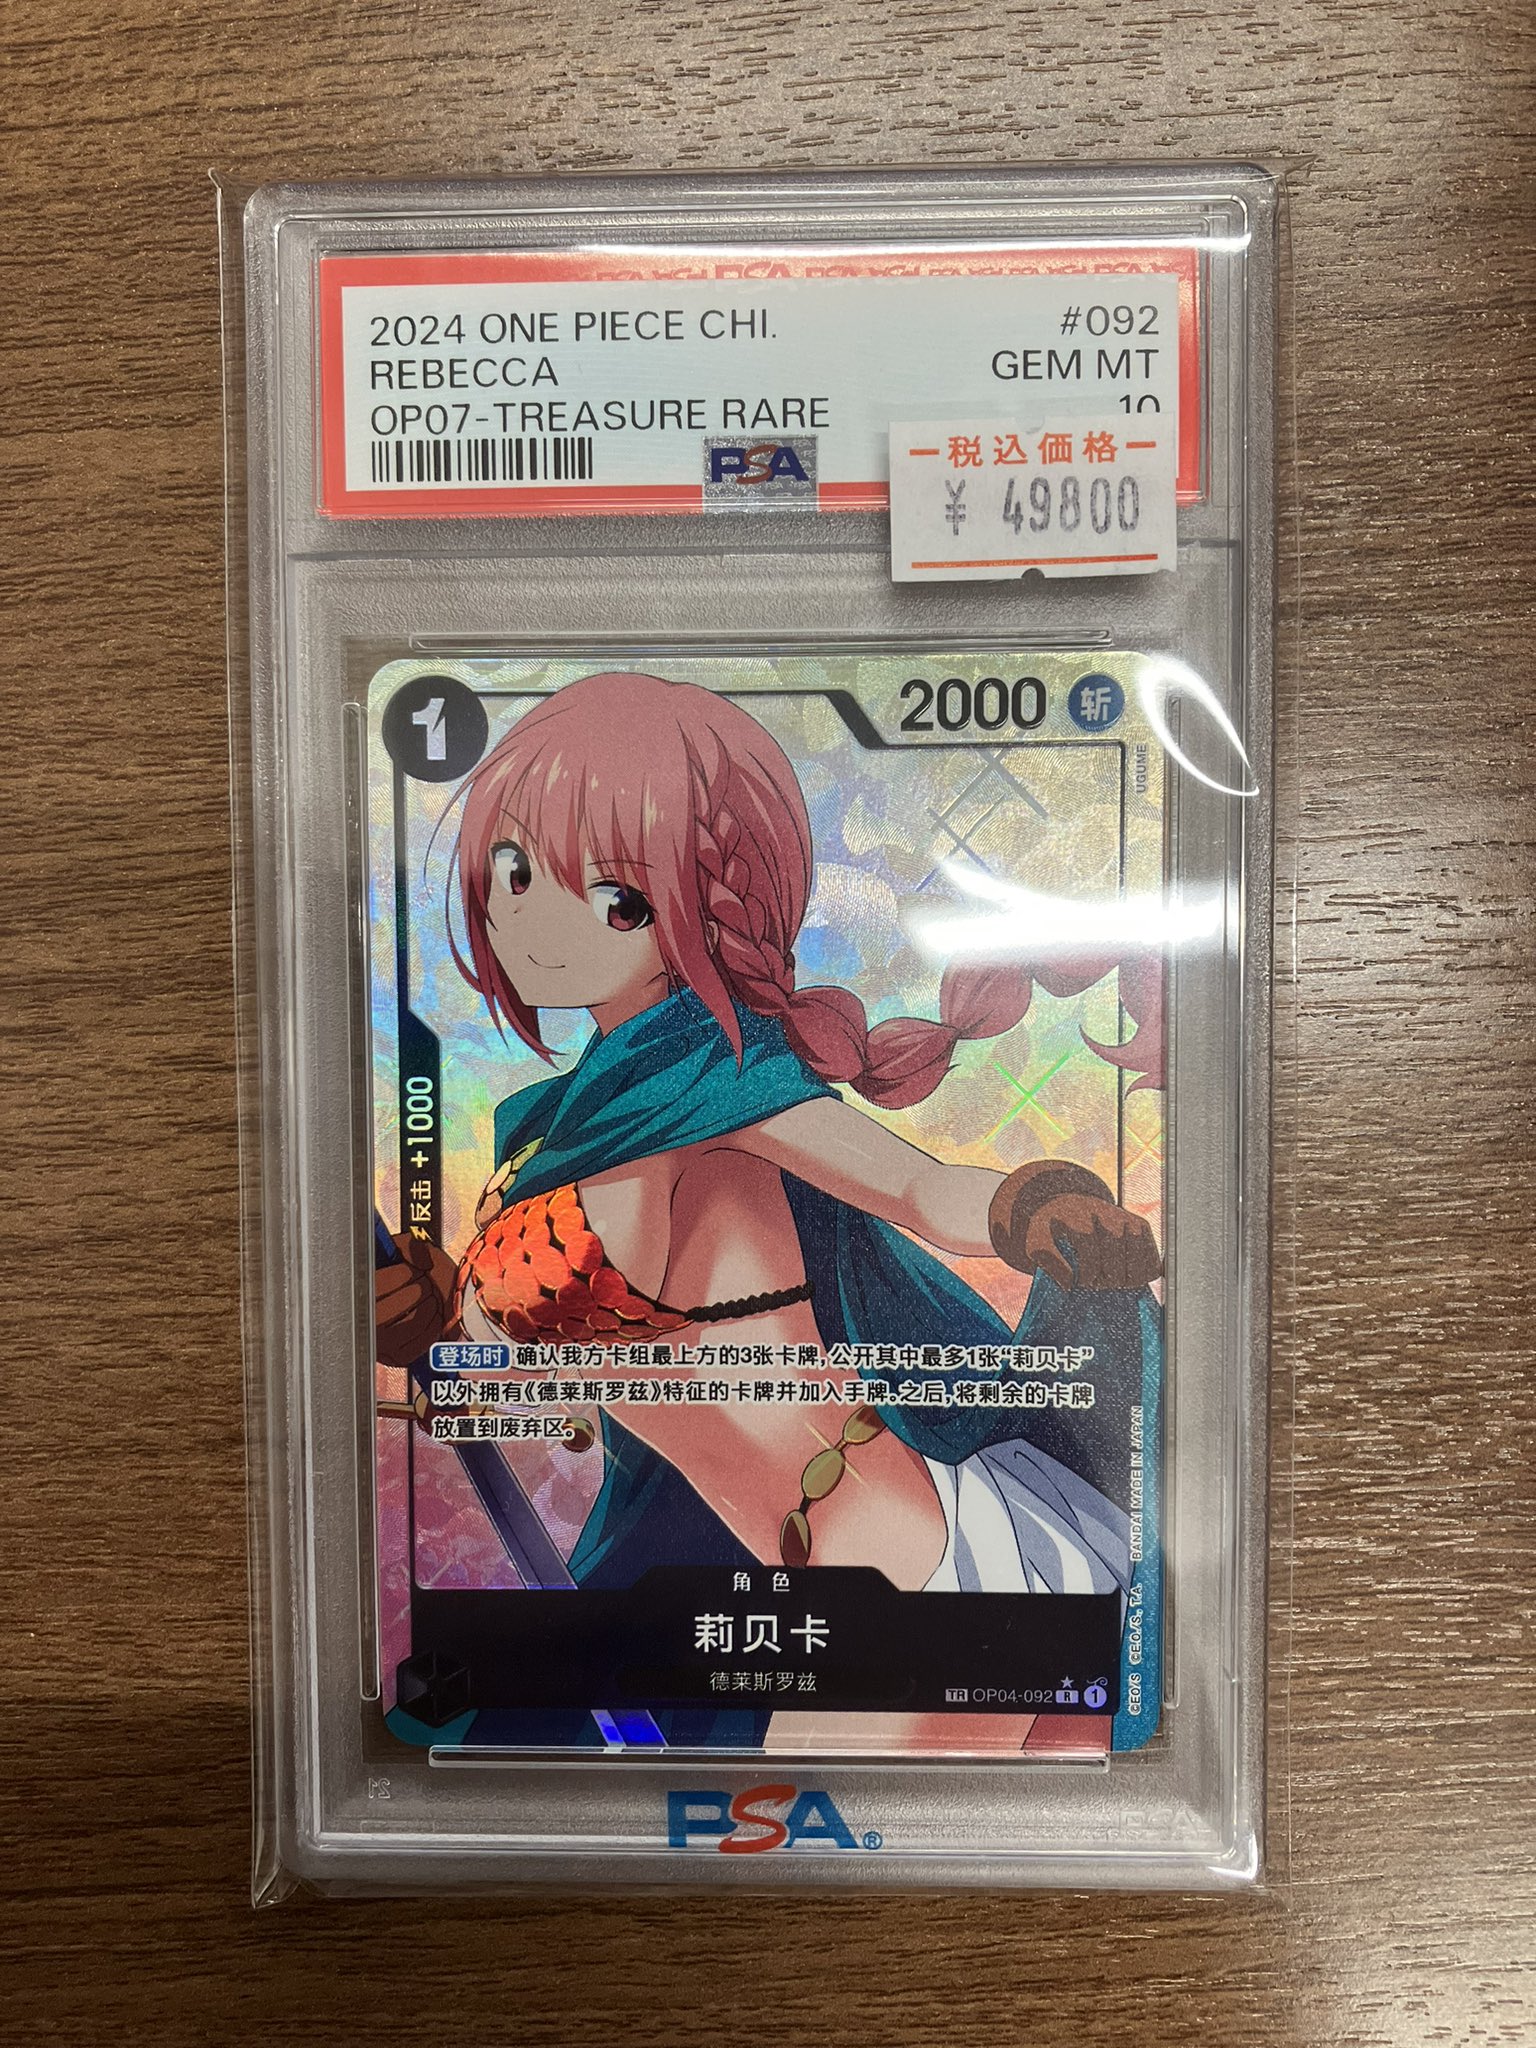 2024 ONE PIECE CHI.
#092
REBECCA
GEM MT
OP07-TREASURE RARE
10
PSA
税込価格
¥ 49800
1
2000 斩
UGUME
反击 +1000
登场时 确认我方卡组最上方的3张卡牌,公开其中最多1张“莉贝卡”
以外拥有《德莱斯罗兹》特征的卡牌并加入手牌。之后,将剩余的卡牌
放置到废弃区。
角色
莉贝卡
德莱斯罗兹
TR OP04-092 R 1
©EO/S ©E.O./S., T.A. BANDAI MADE IN JAPAN
PSA®